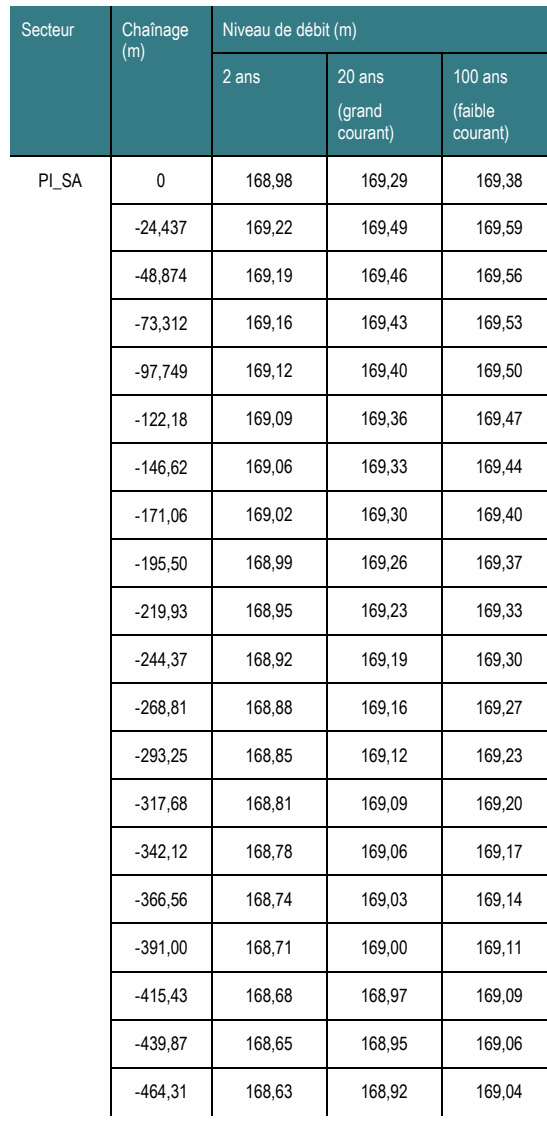 Secteur Chaînage (m) Niveau de débit (m)
2 ans 20 ans (grand courant) 100 ans (faible courant)
PI_SA 0 168,98 169,29 169,38
-24,437 169,22 169,49 169,59
-48,874 169,19 169,46 169,56
-73,312 169,16 169,43 169,53
-97,749 169,12 169,40 169,50
-122,18 169,09 169,36 169,47
-146,62 169,06 169,33 169,44
-171,06 169,02 169,30 169,40
-195,50 168,99 169,26 169,37
-219,93 168,95 169,23 169,33
-244,37 168,92 169,19 169,30
-268,81 168,88 169,16 169,27
-293,25 168,85 169,12 169,23
-317,68 168,81 169,09 169,20
-342,12 168,78 169,06 169,17
-366,56 168,74 169,03 169,14
-391,00 168,71 169,00 169,11
-415,43 168,68 168,97 169,09
-439,87 168,65 168,95 169,06
-464,31 168,63 168,92 169,04